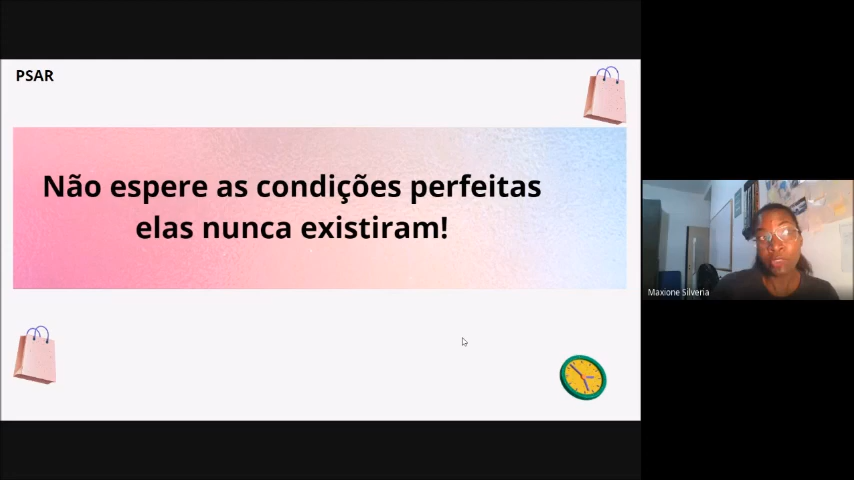 PSAR
Não espere as condições perfeitas
elas nunca existiram!
Maxione Silveria